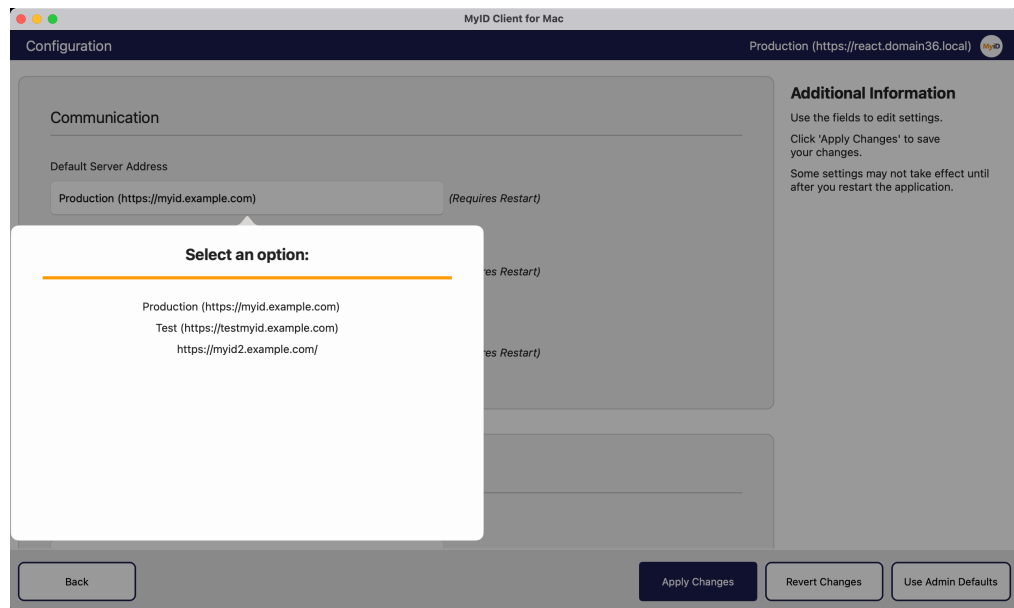 MyID Client for Mac
Configuration
Production (https://react.domain36.local)
MyID
Communication
Default Server Address
Production (https://myid.example.com)
(Requires Restart)
Select an option:
Production (https://myid.example.com)
Test (https://testmyid.example.com)
https://myid2.example.com/
es Restart)
es Restart)
Additional Information
Use the fields to edit settings.
Click 'Apply Changes' to save
your changes.
Some settings may not take effect until
after you restart the application.
Back
Apply Changes
Revert Changes
Use Admin Defaults